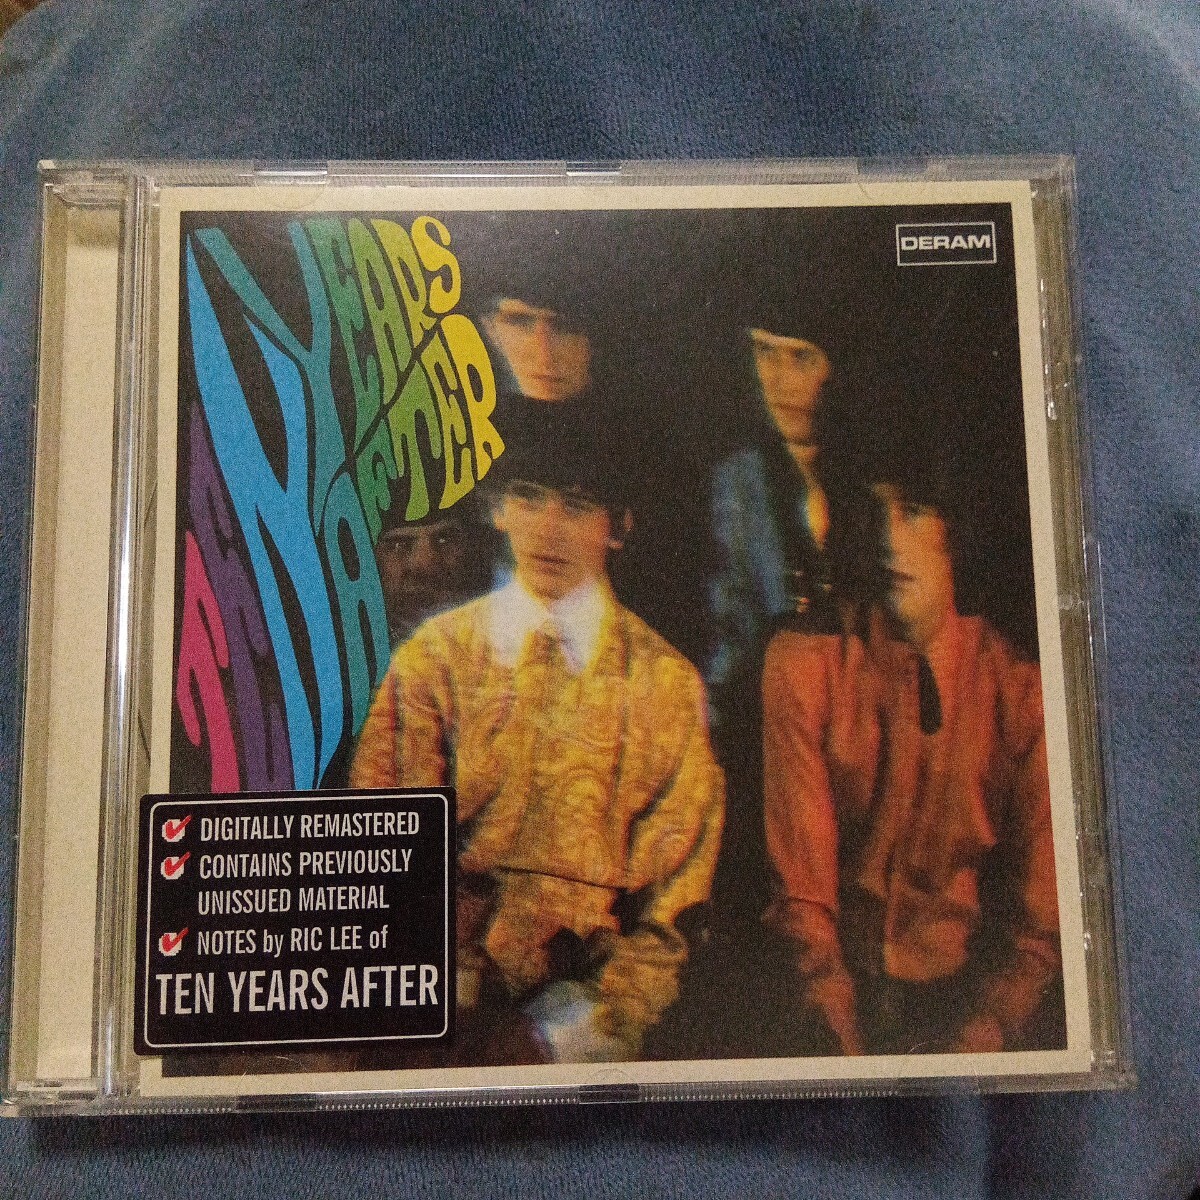 TEN YEARS AFTER
DERAM
DIGITALLY REMASTERED
CONTAINS PREVIOUSLY
UNISSUED MATERIAL
NOTES by RIC LEE of
TEN YEARS AFTER